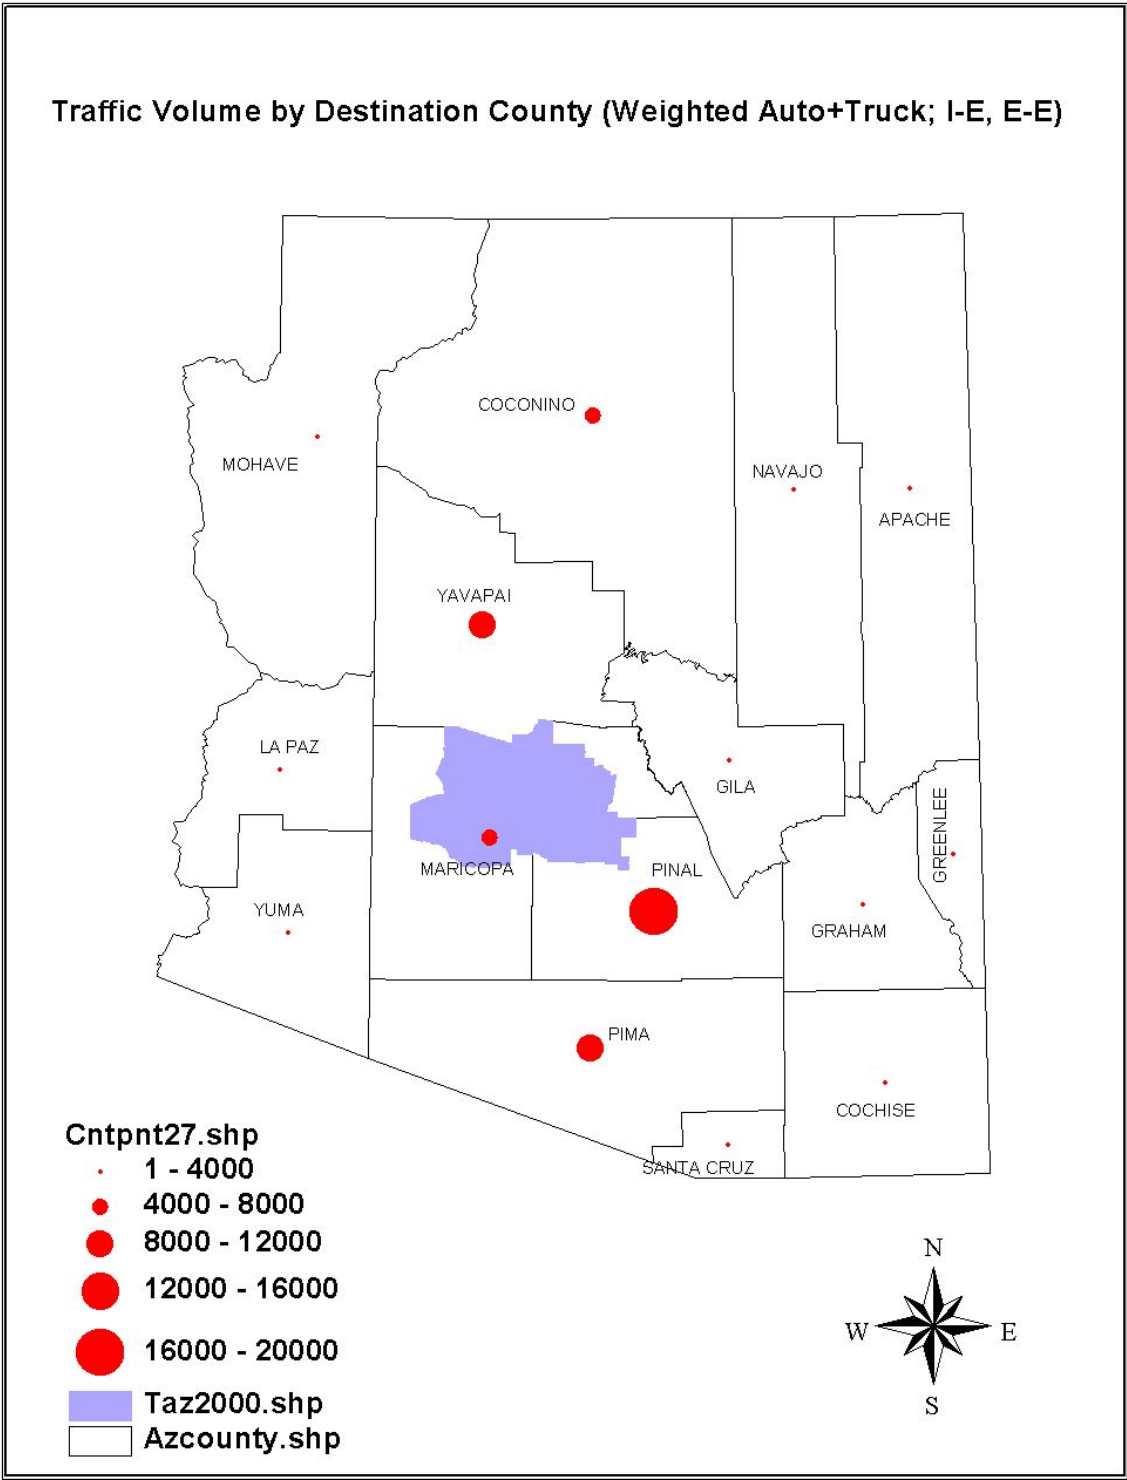 Traffic Volume by Destination County (Weighted Auto+Truck; I-E, E-E)
COCONINO
MOHAVE
NAVAJO
APACHE
YAVAPAI
LA PAZ
GILA
GREENLEE
MARICOPA
PINAL
YUMA
GRAHAM
PIMA
COCHISE
SANTA CRUZ
Cntpnt27.shp
1 - 4000
4000 - 8000
8000 - 12000
12000 - 16000
16000 - 20000
Taz2000.shp
Azcounty.shp
N
W E
S